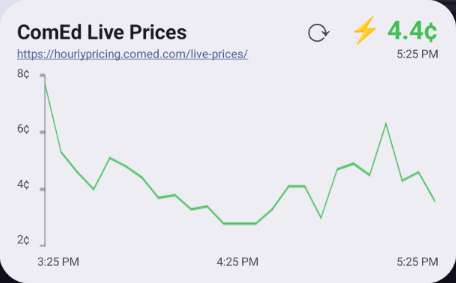 ComEd Live Prices ⚡ 4.4¢
https://hourlypricing.comed.com/live-prices/ 5:25 PM
8¢
6¢
4¢
2¢
3:25 PM 4:25 PM 5:25 PM